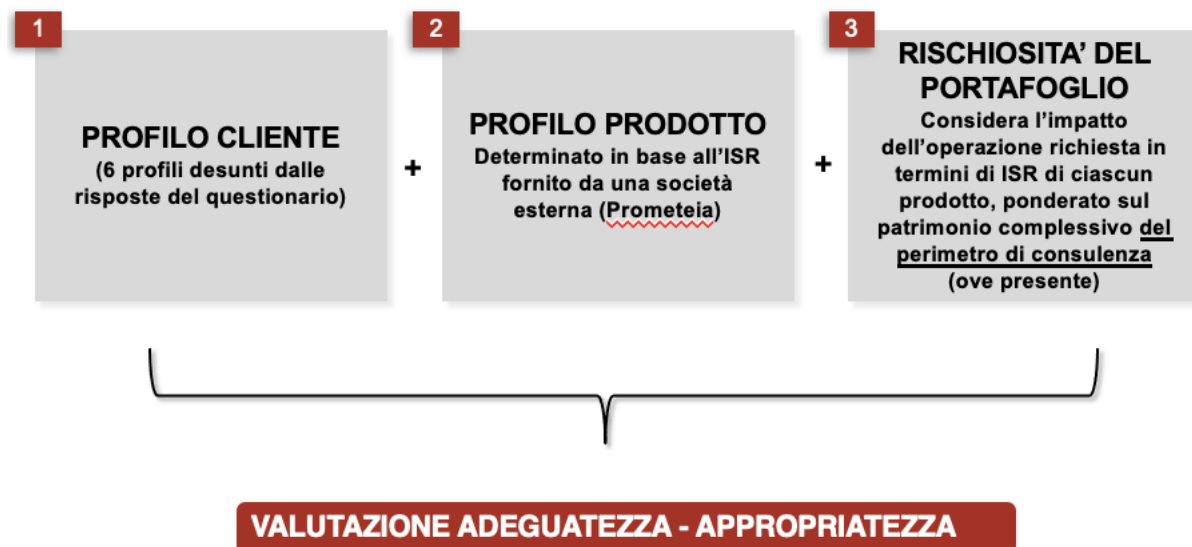 1
PROFILO CLIENTE
(6 profili desunti dalle
risposte del questionario)
+
2
PROFILO PRODOTTO
Determinato in base all'ISR
fornito da una società
esterna (Prometeia)
+
3
RISCHIOSITA' DEL
PORTAFOGLIO
Considera l'impatto
dell'operazione richiesta in
termini di ISR di ciascun
prodotto, ponderato sul
patrimonio complessivo del
perimetro di consulenza
(ove presente)
VALUTAZIONE ADEGUATEZZA - APPROPRIATEZZA